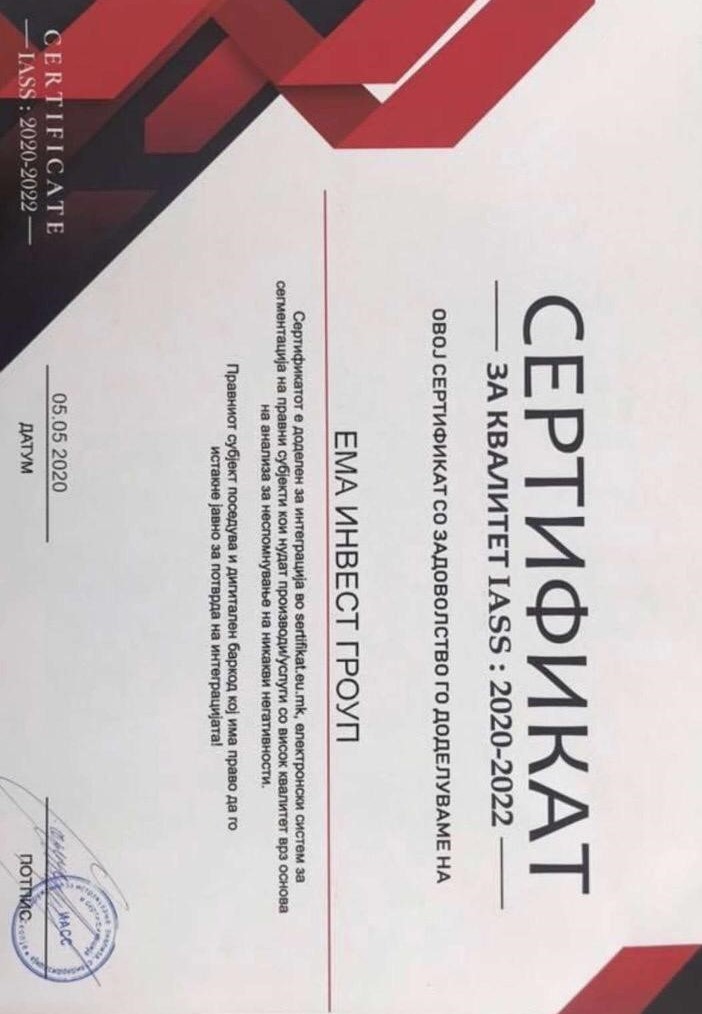 СЕРТИФИКАТ
ЗА КВАЛИТЕТ IASS : 2020-2022
ОВОЈ СЕРТИФИКАТ СО ЗАДОВОЛСТВО ГО ДОДЕЛУВАМЕ НА
ЕМА ИНВЕСТ ГРОУП
Сертификатот е доделен за интеграција во sertifikat.eu.mk, електронски систем за
сегментација на правни субјекти кои нудат производи/услуги со висок квалитет врз основа
на анализа за неспомнување на никакви негативности.
Правниот субјект поседува и дигитален баркод кој има право да го
истакне јавно за потврда на интеграцијата!
05.05 2020
ДАТУМ
ПОТПИС
ИАСС
CERTIFICATE
IASS : 2020-2022